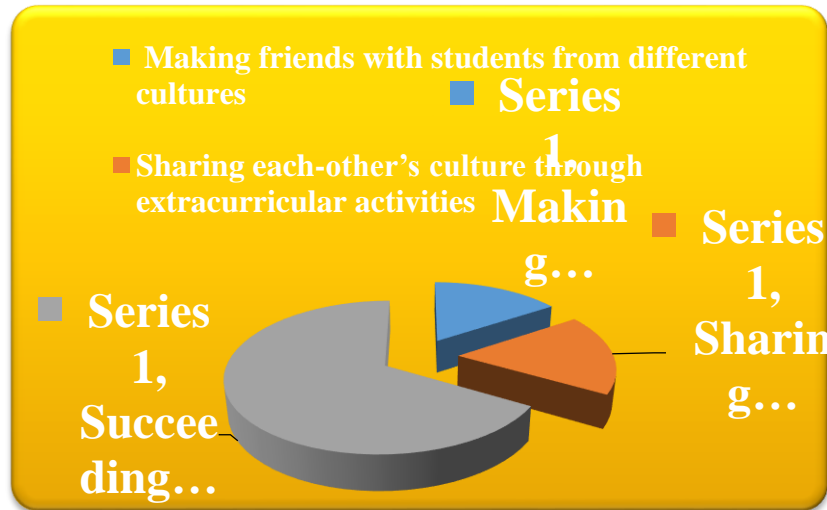 Making friends with students from different
cultures
Sharing each-other's culture through
extracurricular activities
Series
1,
Makin
g…
Series
1,
Sharin
g…
Series
1,
Succee
ding…